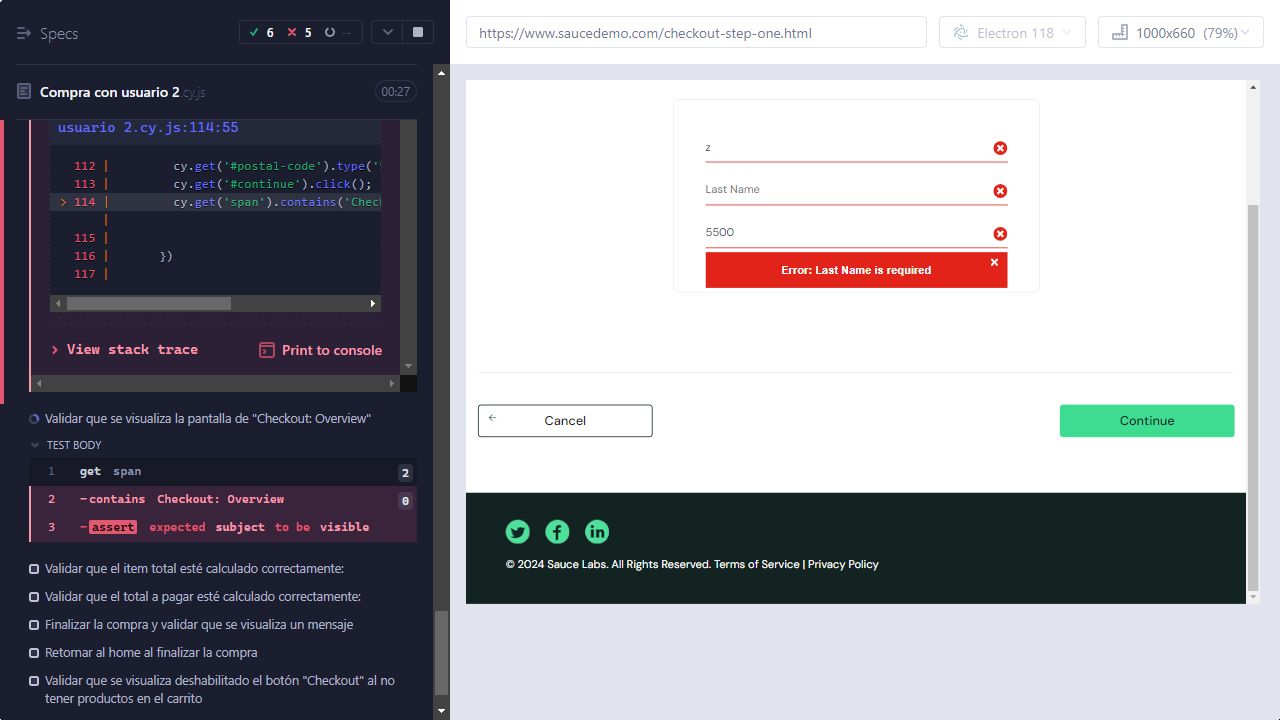 Specs
6 5 --
https://www.saucedemo.com/checkout-step-one.html
Electron 118
1000x660 (79%)
Compra con usuario 2.cy.js
00:27
usuario 2.cy.js:114:55
112 | cy.get('#postal-code').type('
113 | cy.get('#continue').click();
> 114 | cy.get('span').contains('Chec
|
115 |
116 | })
117 |
View stack trace
Print to console
Validar que se visualiza la pantalla de "Checkout: Overview"
TEST BODY
1 get span 2
2 -contains Checkout: Overview 0
3 -assert expected subject to be visible
Validar que el item total esté calculado correctamente:
Validar que el total a pagar esté calculado correctamente:
Finalizar la compra y validar que se visualiza un mensaje
Retornar al home al finalizar la compra
Validar que se visualiza deshabilitado el botón "Checkout" al no
tener productos en el carrito
z
Last Name
5500
Error: Last Name is required
Cancel
Continue
© 2024 Sauce Labs. All Rights Reserved. Terms of Service | Privacy Policy